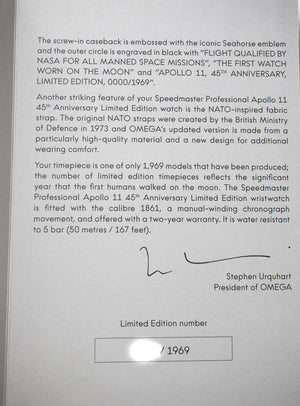 The screw-in caseback is embossed with the iconic Seahorse emblem
and the outer circle is engraved in black with "FLIGHT QUALIFIED BY
NASA FOR ALL MANNED SPACE MISSIONS", "THE FIRST WATCH
WORN ON THE MOON" and "APOLLO 11, 45TH ANNIVERSARY,
LIMITED EDITION, 0000/1969".
Another striking feature of your Speedmaster Professional Apollo 11
45th Anniversary Limited Edition watch is the NATO-inspired fabric
strap. The original NATO straps were created by the British Ministry
of Defence in 1973 and OMEGA's updated version is made from a
particularly high-quality material and a new design for additional
wearing comfort.
Your timepiece is one of only 1,969 models that have been produced;
the number of limited edition timepieces reflects the significant
year that the first humans walked on the moon. The Speedmaster
Professional Apollo 11 45th Anniversary Limited Edition wristwatch
is fitted with the calibre 1861, a manual-winding chronograph
movement, and offered with a two-year warranty. It is water resistant
to 5 bar (50 metres / 167 feet).
Stephen Urquhart
President of OMEGA
Limited Edition number
/ 1969